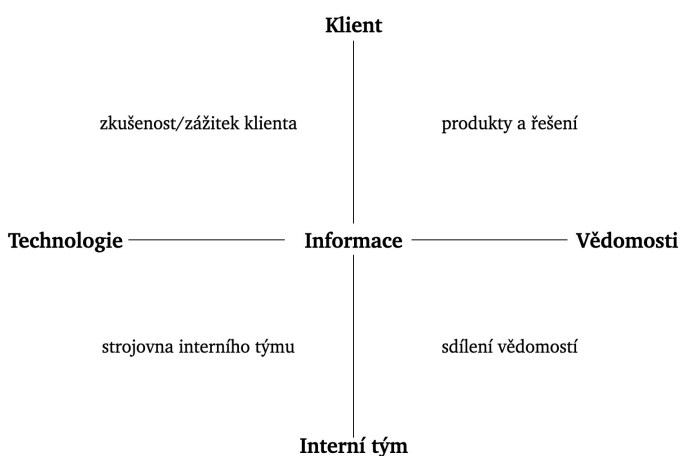 Klient
zkušenost/zážitek klienta
produkty a řešení
Technologie
Informace
Vědomosti
strojovna interního týmu
sdílení vědomostí
Interní tým